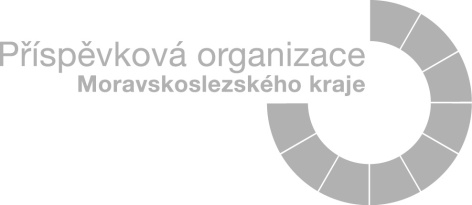 Příspěvková organizace
Moravskoslezského kraje